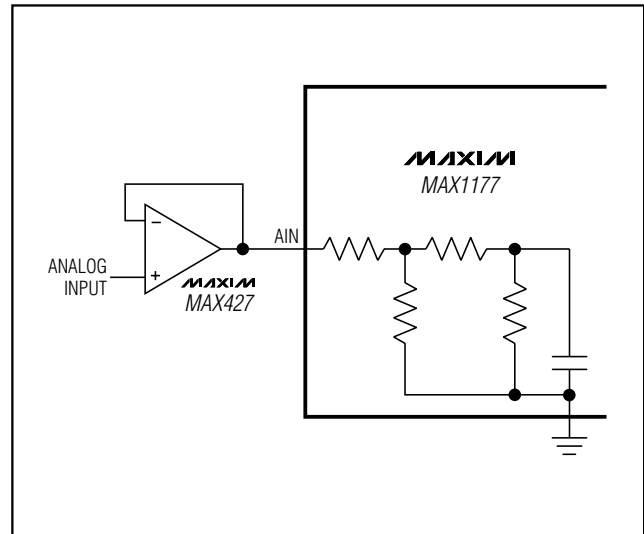 MAXIM
MAX1177
AIN
−
+
ANALOG
INPUT
MAXIM
MAX427